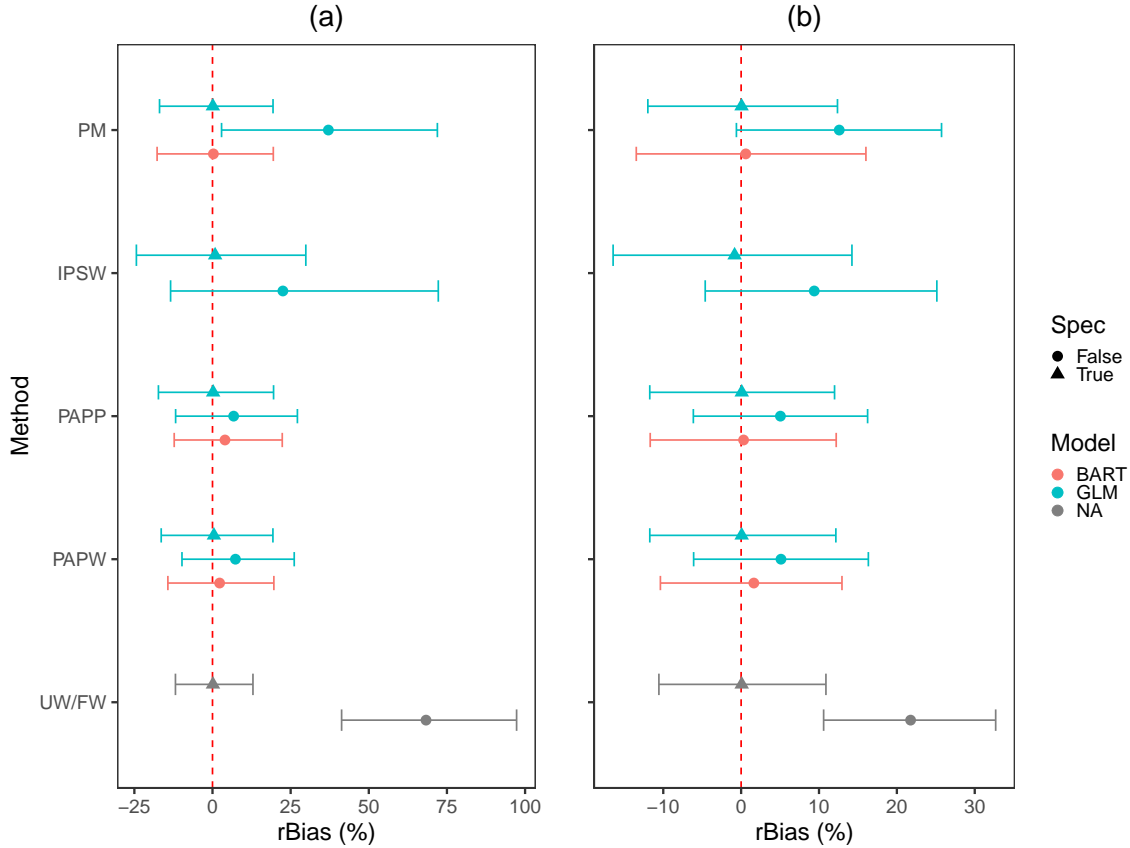 (a)
(b)
Method
PM
IPSW
PAPP
PAPW
UW/FW
−25
0
25
50
75
100
rBias (%)
−10
0
10
20
30
rBias (%)
Spec
False
True
Model
BART
GLM
NA